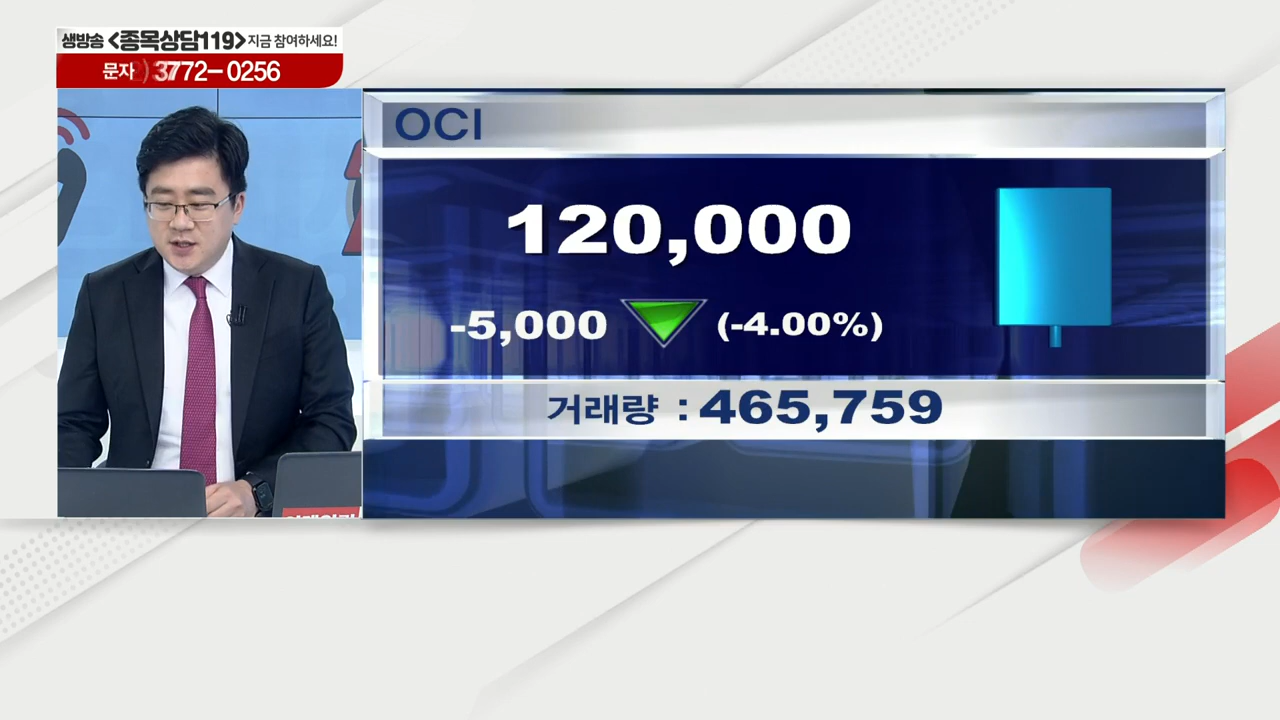 생방송 <종목상담119> 지금 참여하세요!
문자 3772-0256
OCI
120,000
-5,000 (-4.00%)
거래량 : 465,759